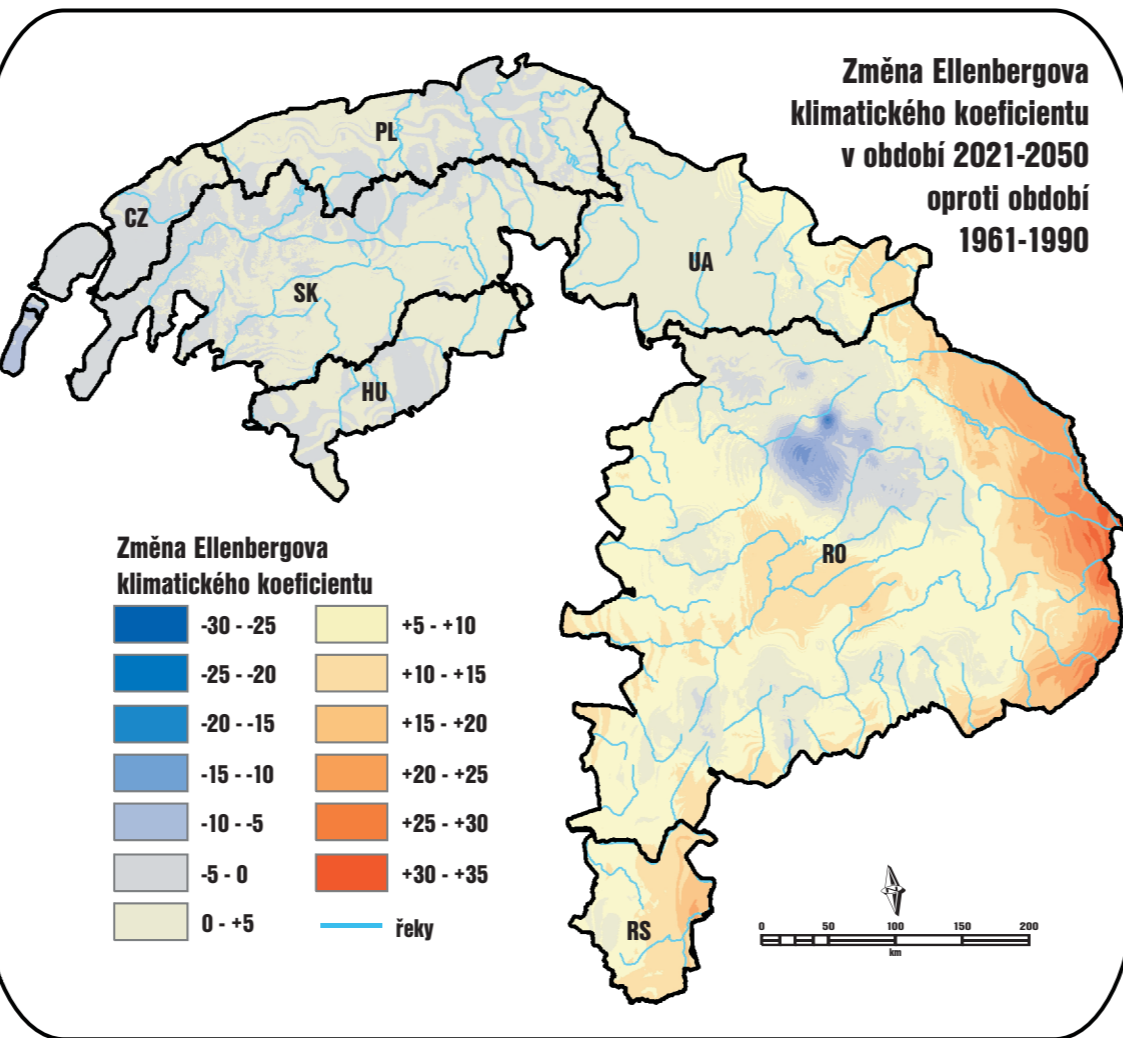 Změna Ellenbergova
klimatického koeficientu
v období 2021-2050
oproti období
1961-1990
PL
CZ
SK
UA
HU
RO
RS
Změna Ellenbergova
klimatického koeficientu
-30 - -25
-25 - -20
-20 - -15
-15 - -10
-10 - -5
-5 - 0
0 - +5
+5 - +10
+10 - +15
+15 - +20
+20 - +25
+25 - +30
+30 - +35
řeky
0 50 100 150 200
km